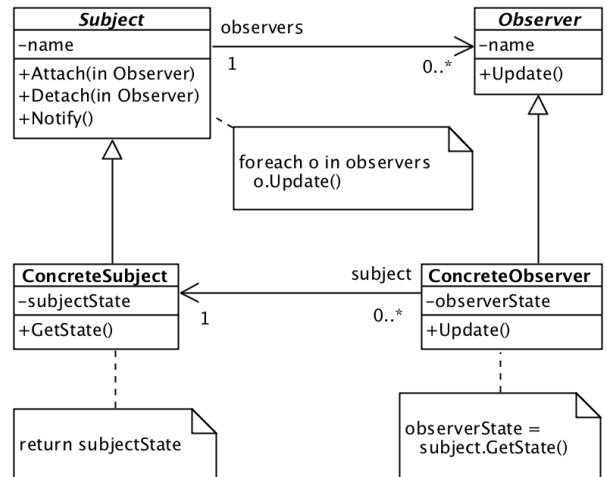 Subject
-name
+Attach(in Observer)
+Detach(in Observer)
+Notify()
observers
1
0..*
Observer
-name
+Update()
foreach o in observers
o.Update()
ConcreteSubject
-subjectState
+GetState()
subject
1
0..*
ConcreteObserver
-observerState
+Update()
return subjectState
observerState =
subject.GetState()